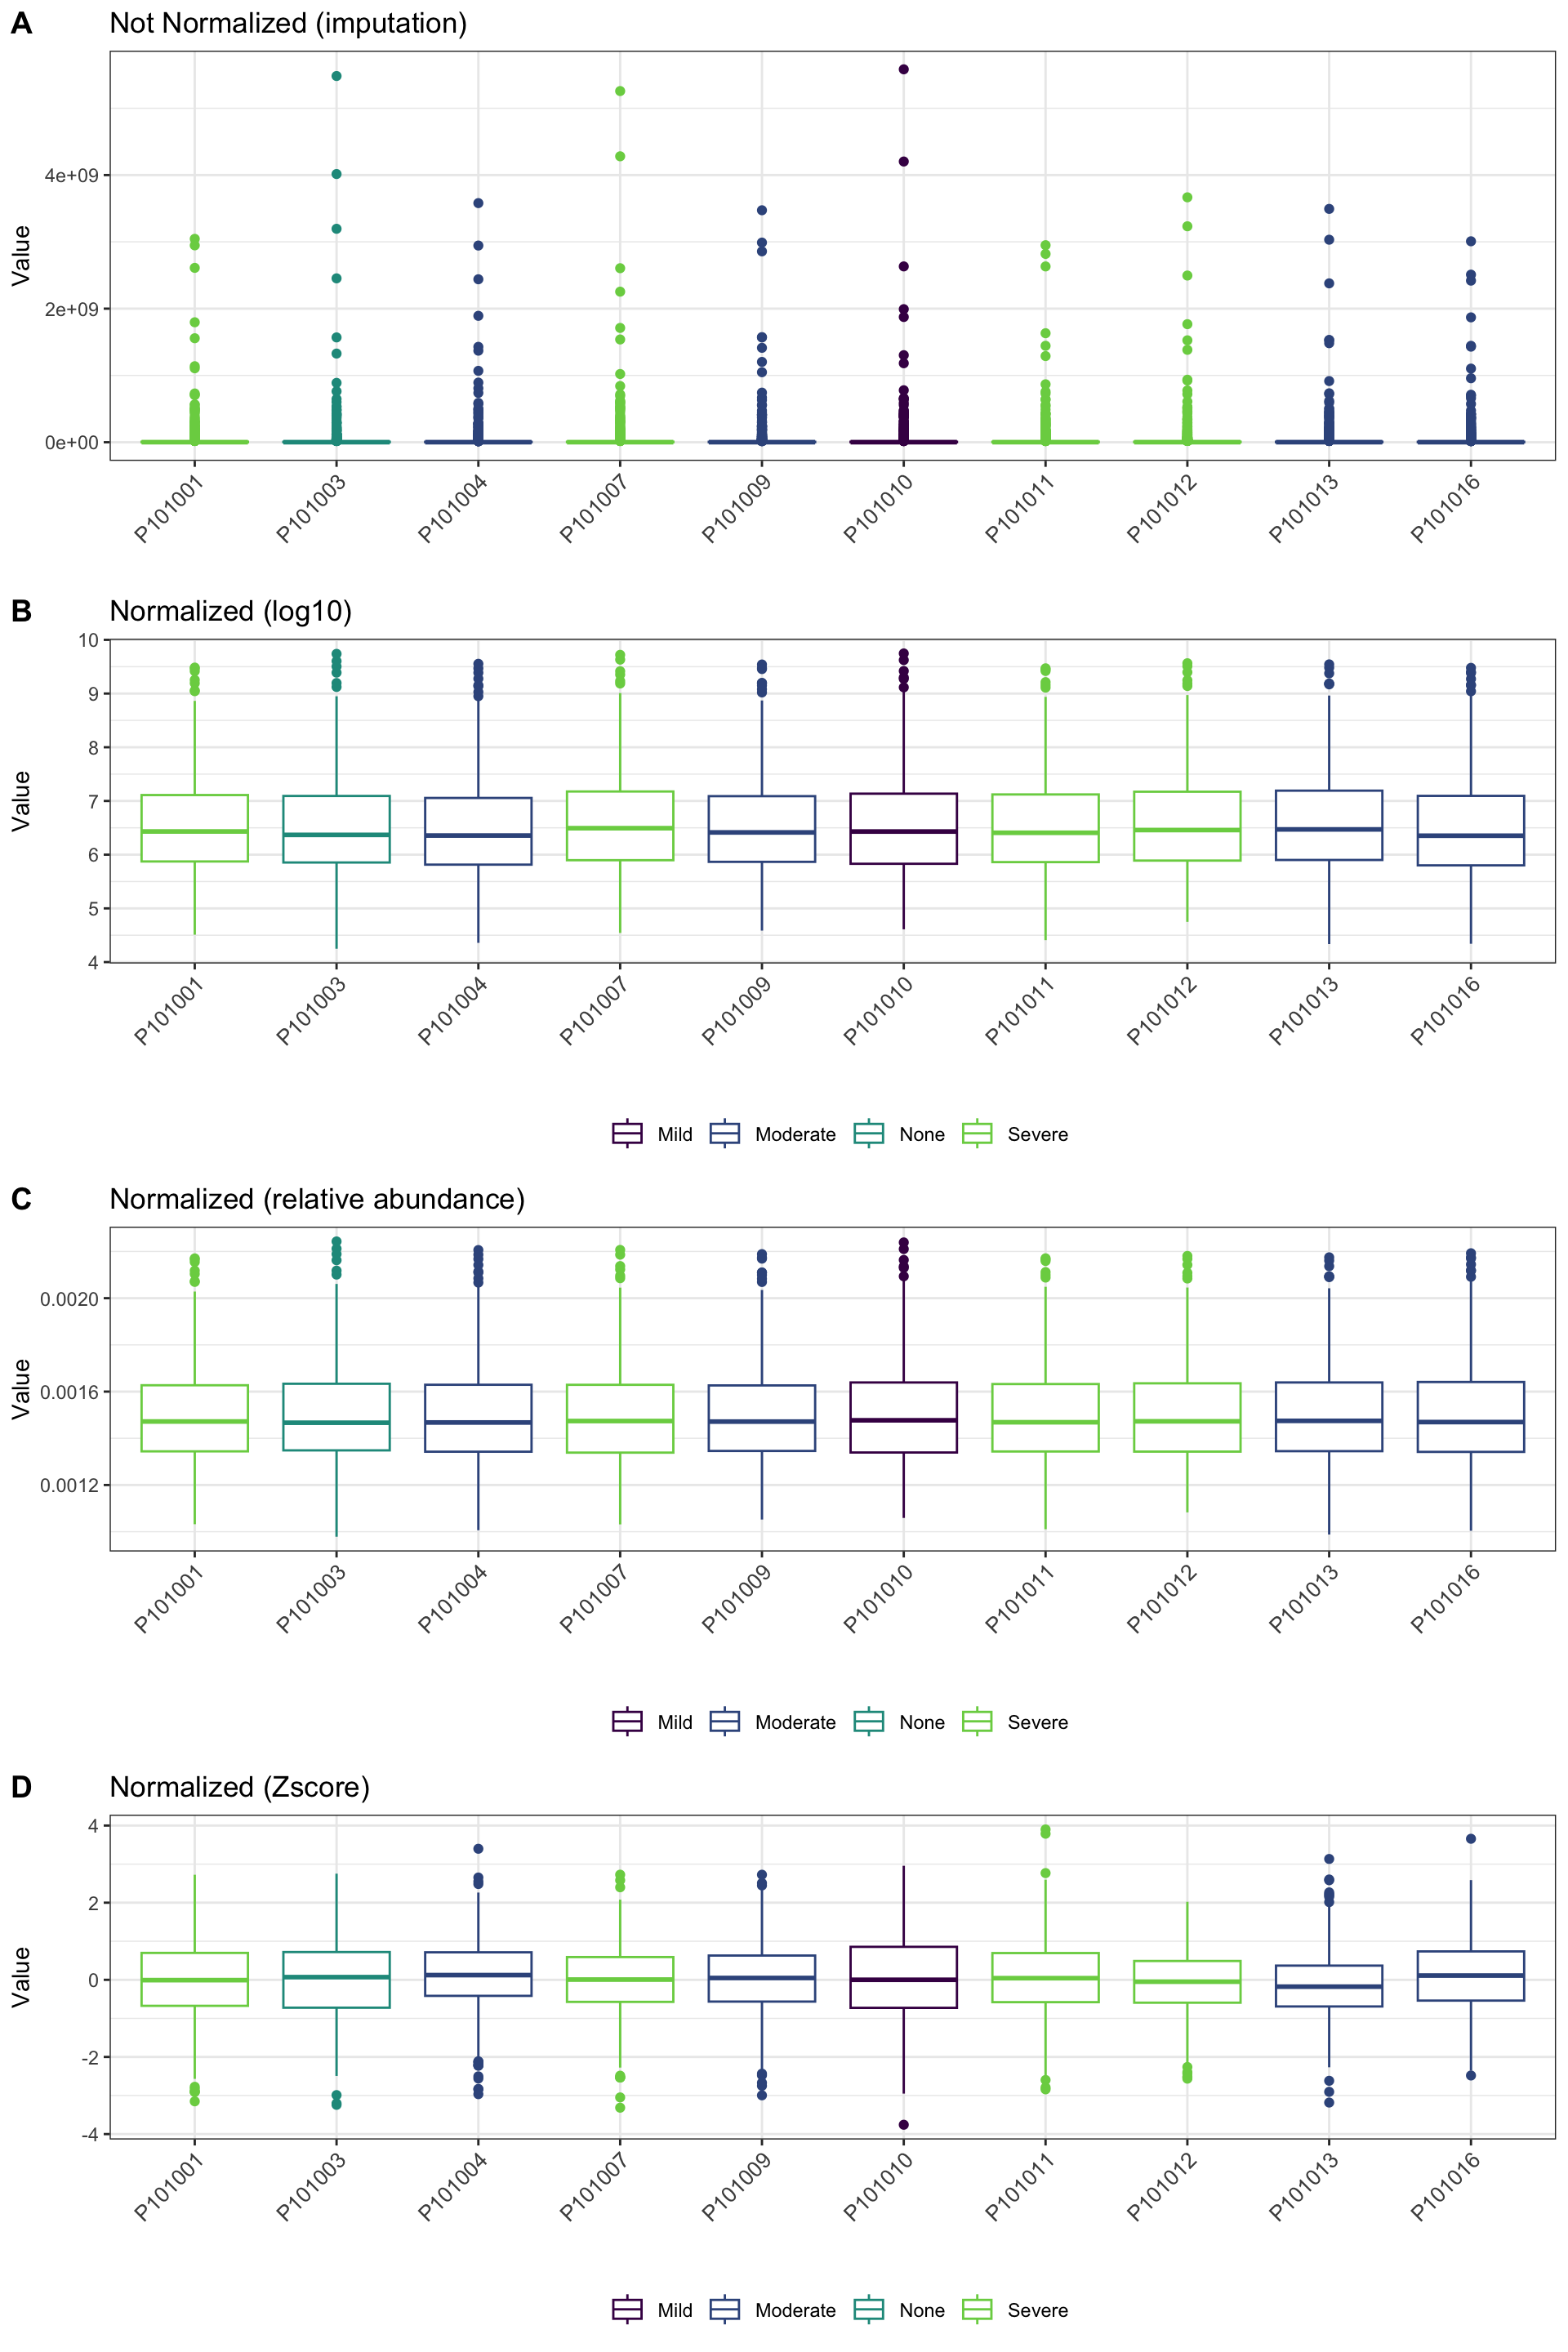 A Not Normalized (imputation)
Value
4e+09
2e+09
0e+00
P101001 P101003 P101004 P101007 P101009 P101010 P101011 P101012 P101013 P101016
B Normalized (log10)
Value
10
9
8
7
6
5
4
P101001 P101003 P101004 P101007 P101009 P101010 P101011 P101012 P101013 P101016
Mild Moderate None Severe
C Normalized (relative abundance)
Value
0.0020
0.0016
0.0012
P101001 P101003 P101004 P101007 P101009 P101010 P101011 P101012 P101013 P101016
Mild Moderate None Severe
D Normalized (Zscore)
Value
4
2
0
-2
-4
P101001 P101003 P101004 P101007 P101009 P101010 P101011 P101012 P101013 P101016
Mild Moderate None Severe